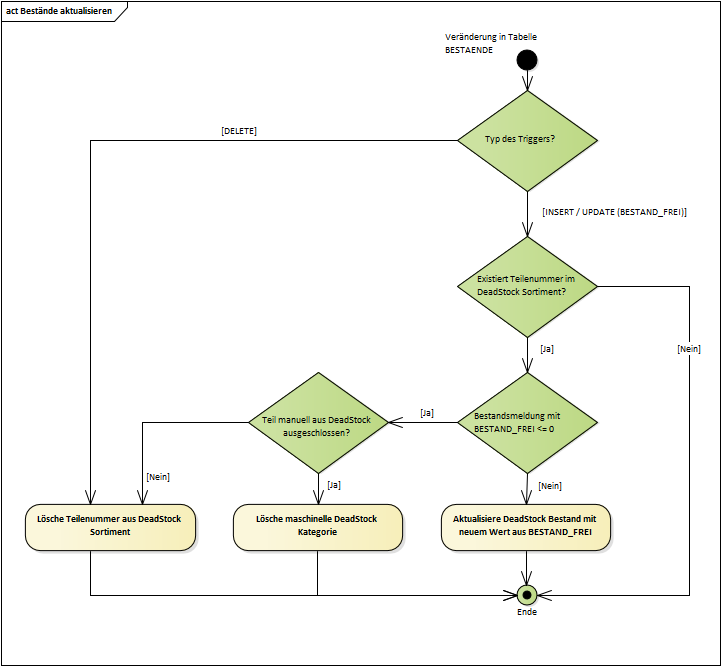 act Bestände aktualisieren
Veränderung in Tabelle
BESTAENDE
[DELETE]
Typ des Triggers?
[INSERT / UPDATE (BESTAND_FREI)]
Existiert Teilenummer im
DeadStock Sortiment?
[Ja]
[Nein]
Teil manuell aus DeadStock
ausgeschlossen?
[Ja]
Bestandsmeldung mit
BESTAND_FREI <= 0
[Nein]
[Ja]
[Nein]
Lösche Teilenummer aus DeadStock
Sortiment
Lösche maschinelle DeadStock
Kategorie
Aktualisiere DeadStock Bestand mit
neuem Wert aus BESTAND_FREI
Ende